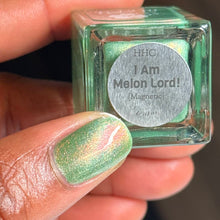 HHC
I Am
Melon Lord!
(Magnetic)